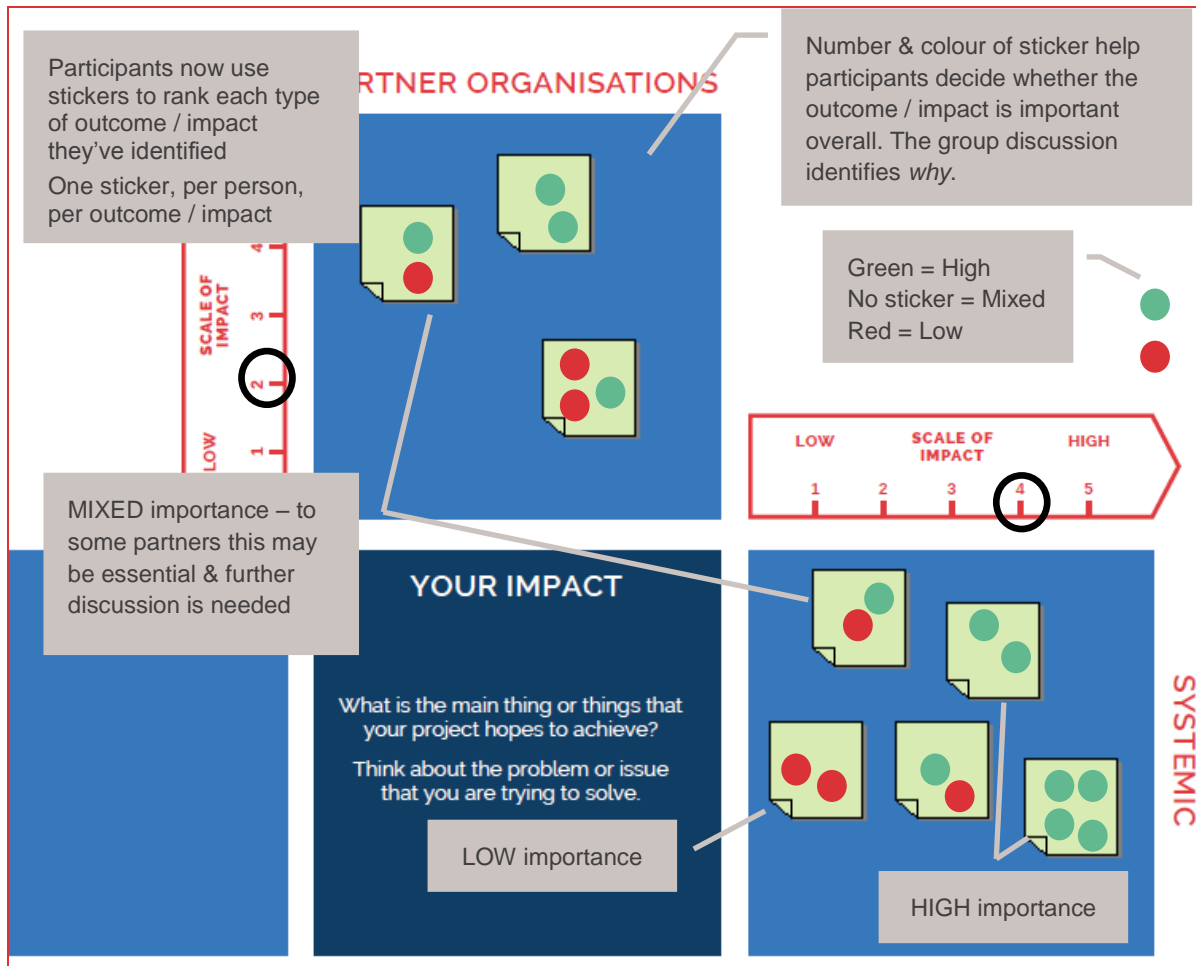 Participants now use
stickers to rank each type
of outcome / impact
they've identified
One sticker, per person,
per outcome / impact
RTNER ORGANISATIONS
Number & colour of sticker help
participants decide whether the
outcome / impact is important
overall. The group discussion
identifies why.
Green = High
No sticker = Mixed
Red = Low
4
3
2
1
SCALE OF
IMPACT
LOW
LOW
SCALE OF
IMPACT
HIGH
1 2 3 4 5
MIXED importance – to
some partners this may
be essential & further
discussion is needed
YOUR IMPACT
What is the main thing or things that
your project hopes to achieve?
Think about the problem or issue
that you are trying to solve.
LOW importance
HIGH importance
SYSTEMIC